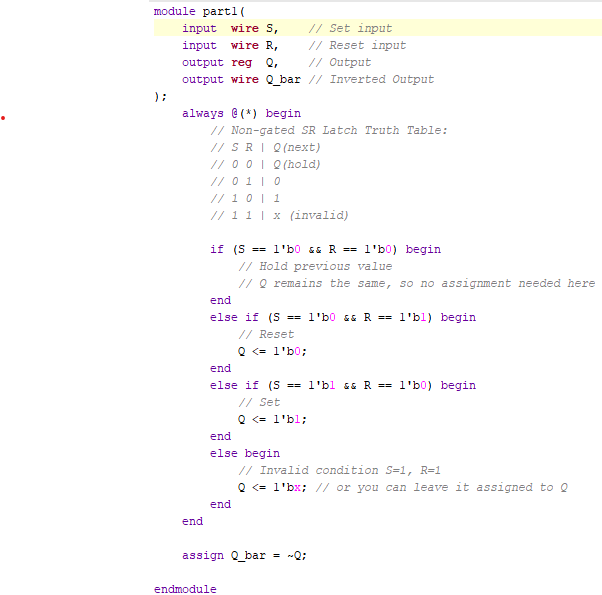 module part1(
    input  wire S,    // Set input
    input  wire R,    // Reset input
    output reg  Q,    // Output
    output wire Q_bar // Inverted Output
);
    always @(*) begin
        // Non-gated SR Latch Truth Table:
        // S R | Q(next)
        // 0 0 | Q(hold)
        // 0 1 | 0
        // 1 0 | 1
        // 1 1 | x (invalid)

        if (S == 1'b0 && R == 1'b0) begin
            // Hold previous value
            // Q remains the same, so no assignment needed here
        end
        else if (S == 1'b0 && R == 1'b1) begin
            // Reset
            Q <= 1'b0;
        end
        else if (S == 1'b1 && R == 1'b0) begin
            // Set
            Q <= 1'b1;
        end
        else begin
            // Invalid condition S=1, R=1
            Q <= 1'bx; // or you can leave it assigned to Q
        end
    end

    assign Q_bar = ~Q;

endmodule